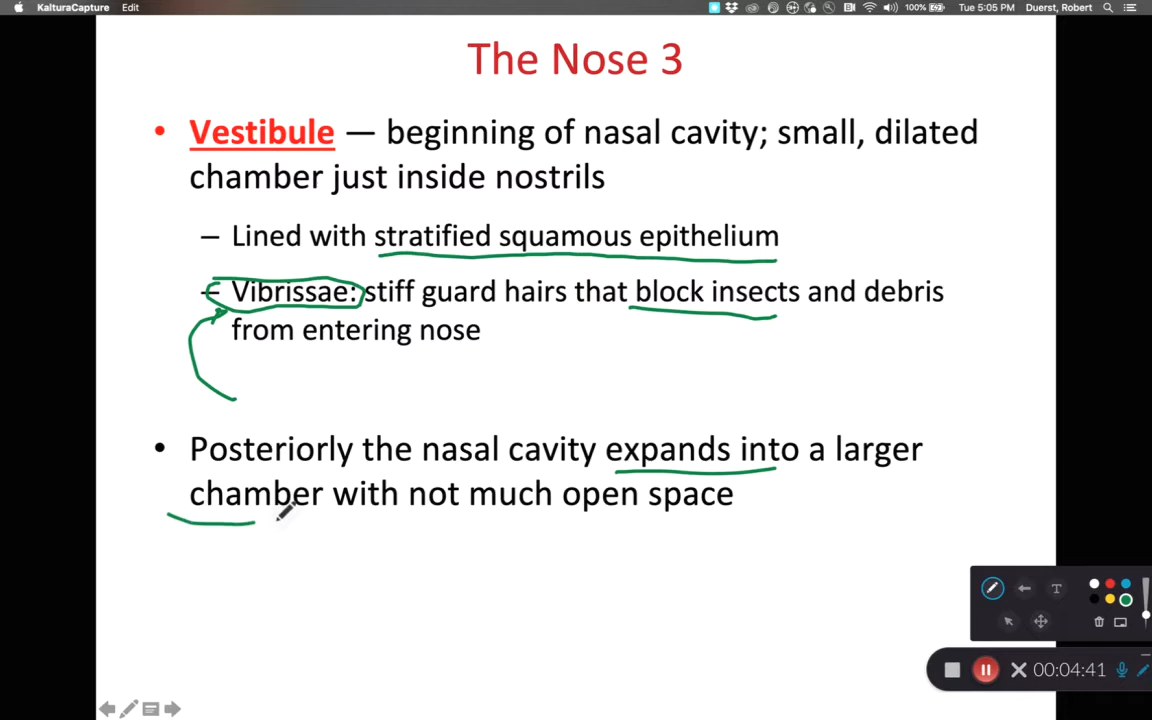 KalturaCapture Edit 100% Tue 5:05 PM Duerst, Robert
The Nose 3
• Vestibule — beginning of nasal cavity; small, dilated
chamber just inside nostrils
– Lined with stratified squamous epithelium
– Vibrissae: stiff guard hairs that block insects and debris
from entering nose
• Posteriorly the nasal cavity expands into a larger
chamber with not much open space
T
00:04:41